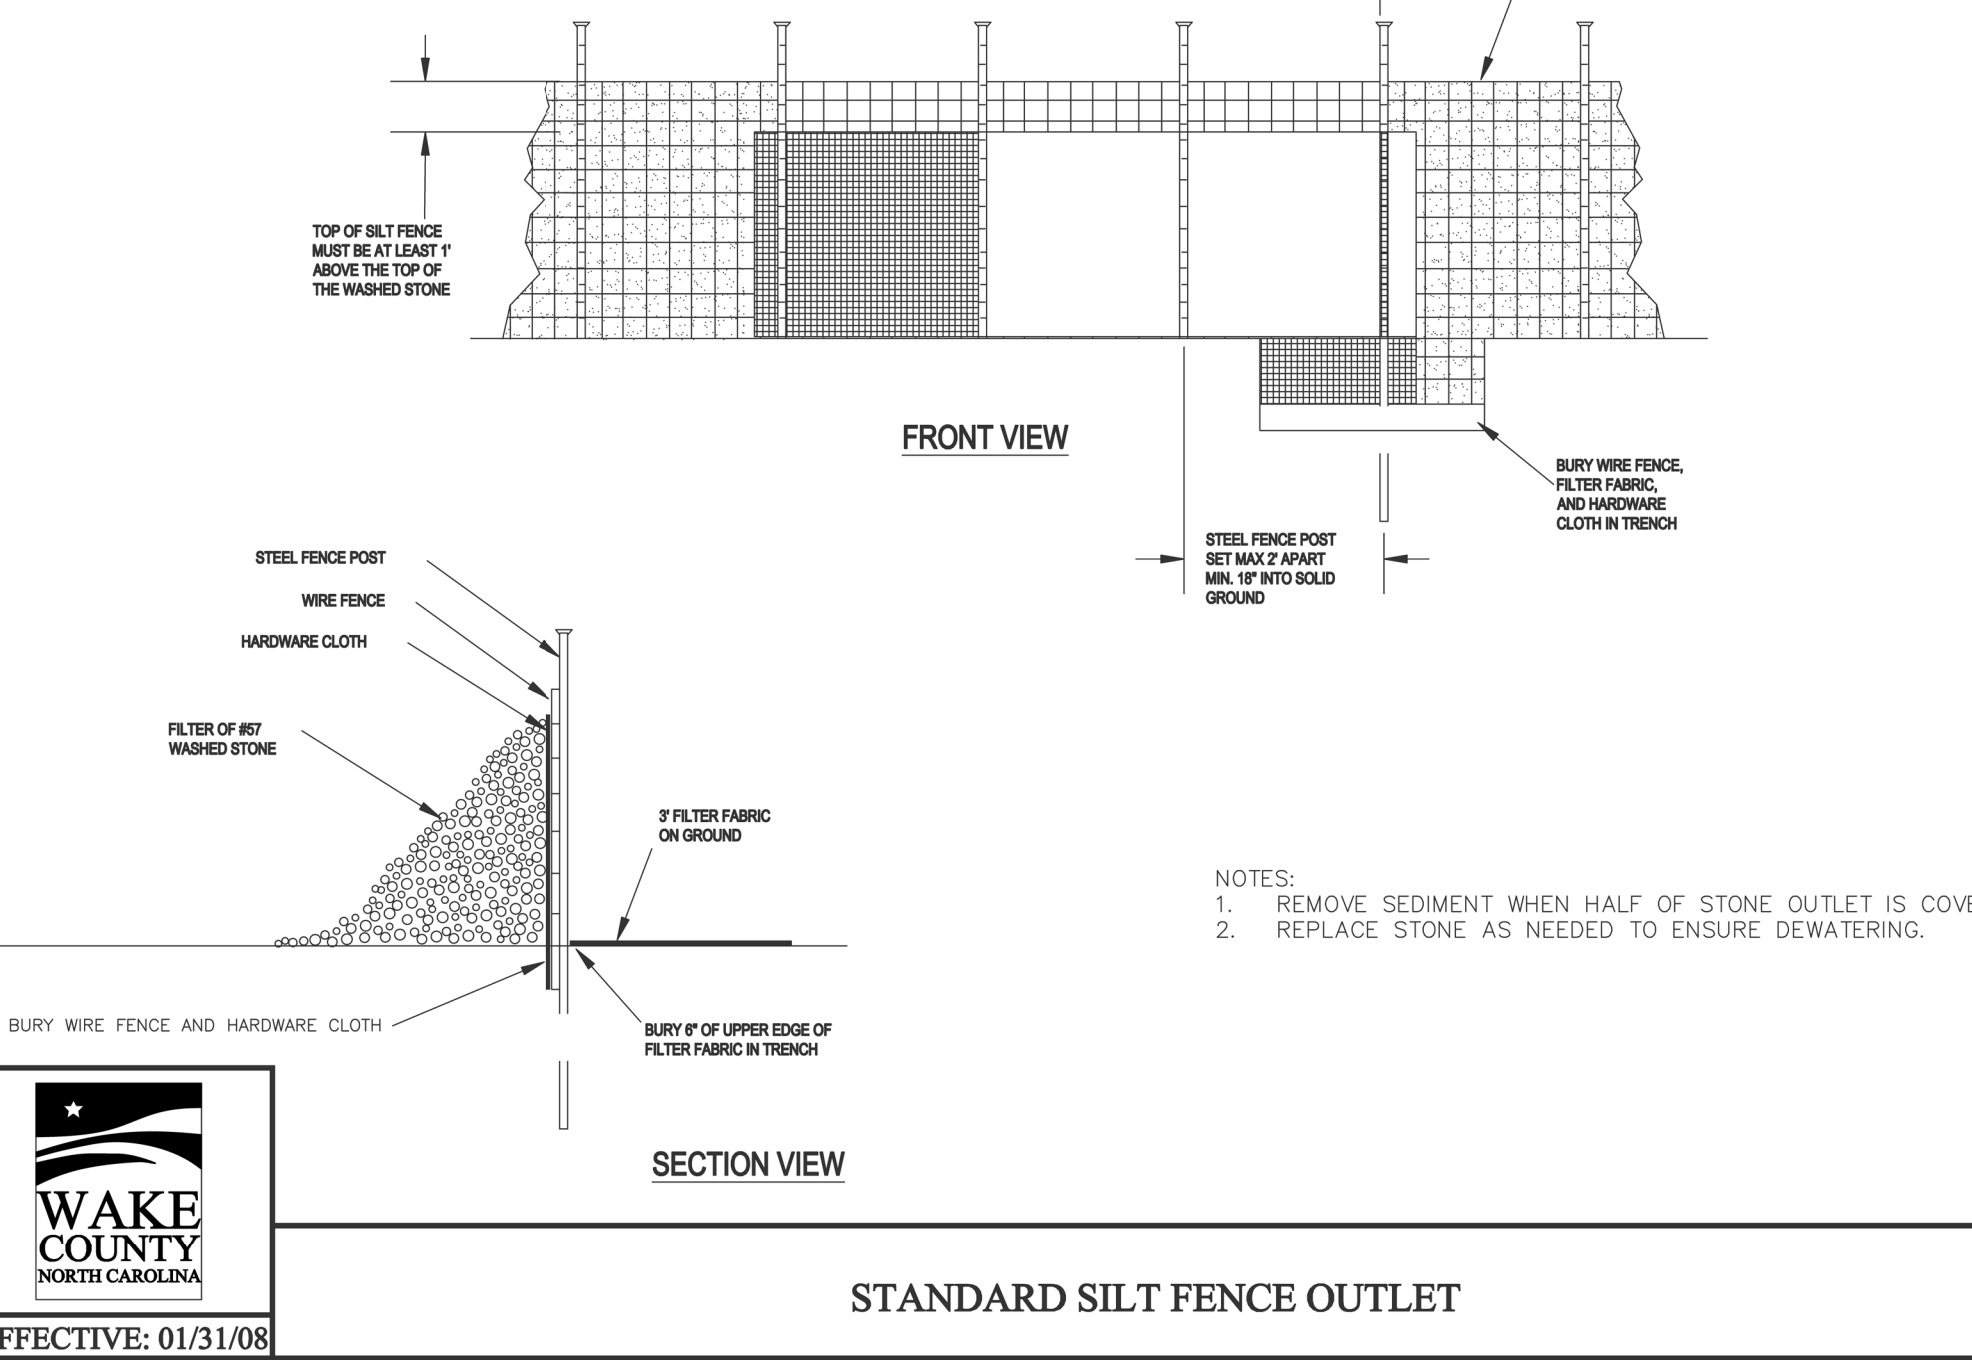 TOP OF SILT FENCE
MUST BE AT LEAST 1'
ABOVE THE TOP OF
THE WASHED STONE
FRONT VIEW
BURY WIRE FENCE,
FILTER FABRIC,
AND HARDWARE
CLOTH IN TRENCH
STEEL FENCE POST
SET MAX 2' APART
MIN. 18" INTO SOLID
GROUND
STEEL FENCE POST
WIRE FENCE
HARDWARE CLOTH
FILTER OF #57
WASHED STONE
3' FILTER FABRIC
ON GROUND
NOTES:
1. REMOVE SEDIMENT WHEN HALF OF STONE OUTLET IS COVE
2. REPLACE STONE AS NEEDED TO ENSURE DEWATERING.
BURY WIRE FENCE AND HARDWARE CLOTH
BURY 6" OF UPPER EDGE OF
FILTER FABRIC IN TRENCH
SECTION VIEW
WAKE
COUNTY
NORTH CAROLINA
STANDARD SILT FENCE OUTLET
FFECTIVE: 01/31/08